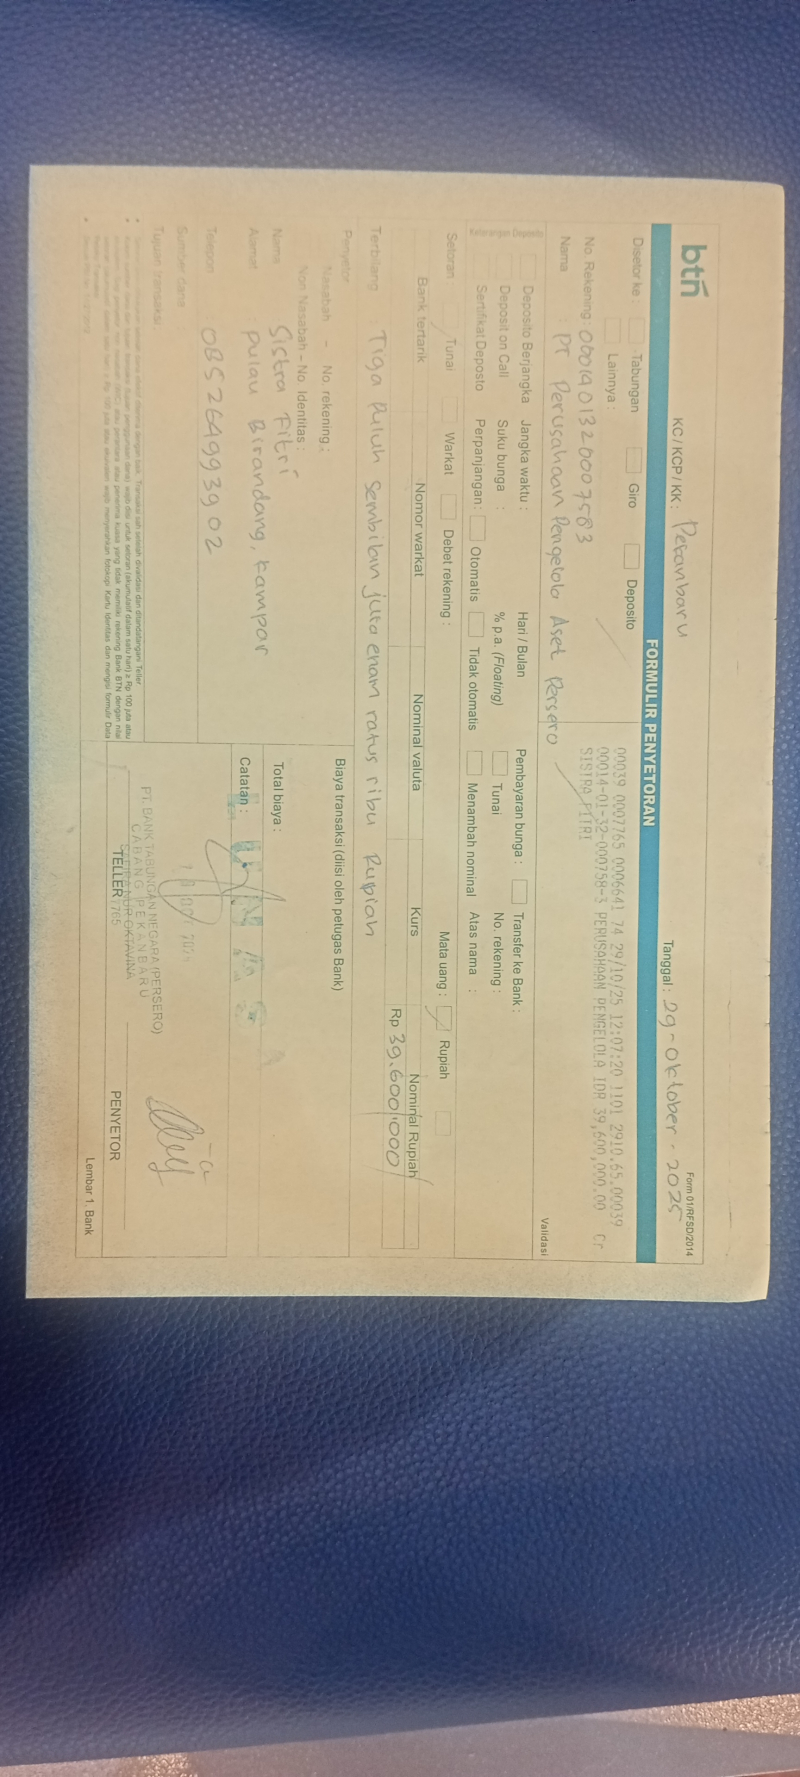 btn
KC / KCP / KK : Pekanbaru
Tanggal : 29-Oktober-2025
Form 01/RFSD/2014
FORMULIR PENYETORAN
Disetor ke : Tabungan Giro Deposito
Lainnya :
No. Rekening : 0001401320007583
Nama : PT Perusahaan Pengelola Aset Persero
00039 0007765 0006641 74 29/10/25 12:07:20 1101 2910.65.00039
00014-01-32-000758-3 PERUSAHAAN PENGELOLA IDR 39,600,000.00 Cr
SISTRA FITRI
Validasi
Keterangan Deposito
Deposito Berjangka Jangka waktu : Hari / Bulan Pembayaran bunga : Transfer ke Bank :
Deposit on Call Suku bunga : % p.a. (Floating) Tunai No. rekening :
Sertifikat Deposito Perpanjangan : Otomatis Tidak otomatis Menambah nominal Atas nama :
Setoran : Tunai Warkat Debet rekening : Mata uang : Rupiah
Bank tertarik Nomor warkat Nominal valuta Kurs Nominal Rupiah
Rp 39.600.000
Terbilang : Tiga Puluh Sembilan juta enam ratus ribu Rupiah
Penyetor
Nasabah - No. rekening :
Non Nasabah - No. Identitas :
Nama Sistra Fitri
Alamat Pulau Birandang, Kampar
Telepon 085264993902
Sumber dana
Tujuan transaksi
Biaya transaksi (diisi oleh petugas Bank)
Total biaya :
Catatan :
PT. BANK TABUNGAN NEGARA (PERSERO)
CABANG PEKANBARU
TELLER 7765
PENYETOR
Lembar 1. Bank